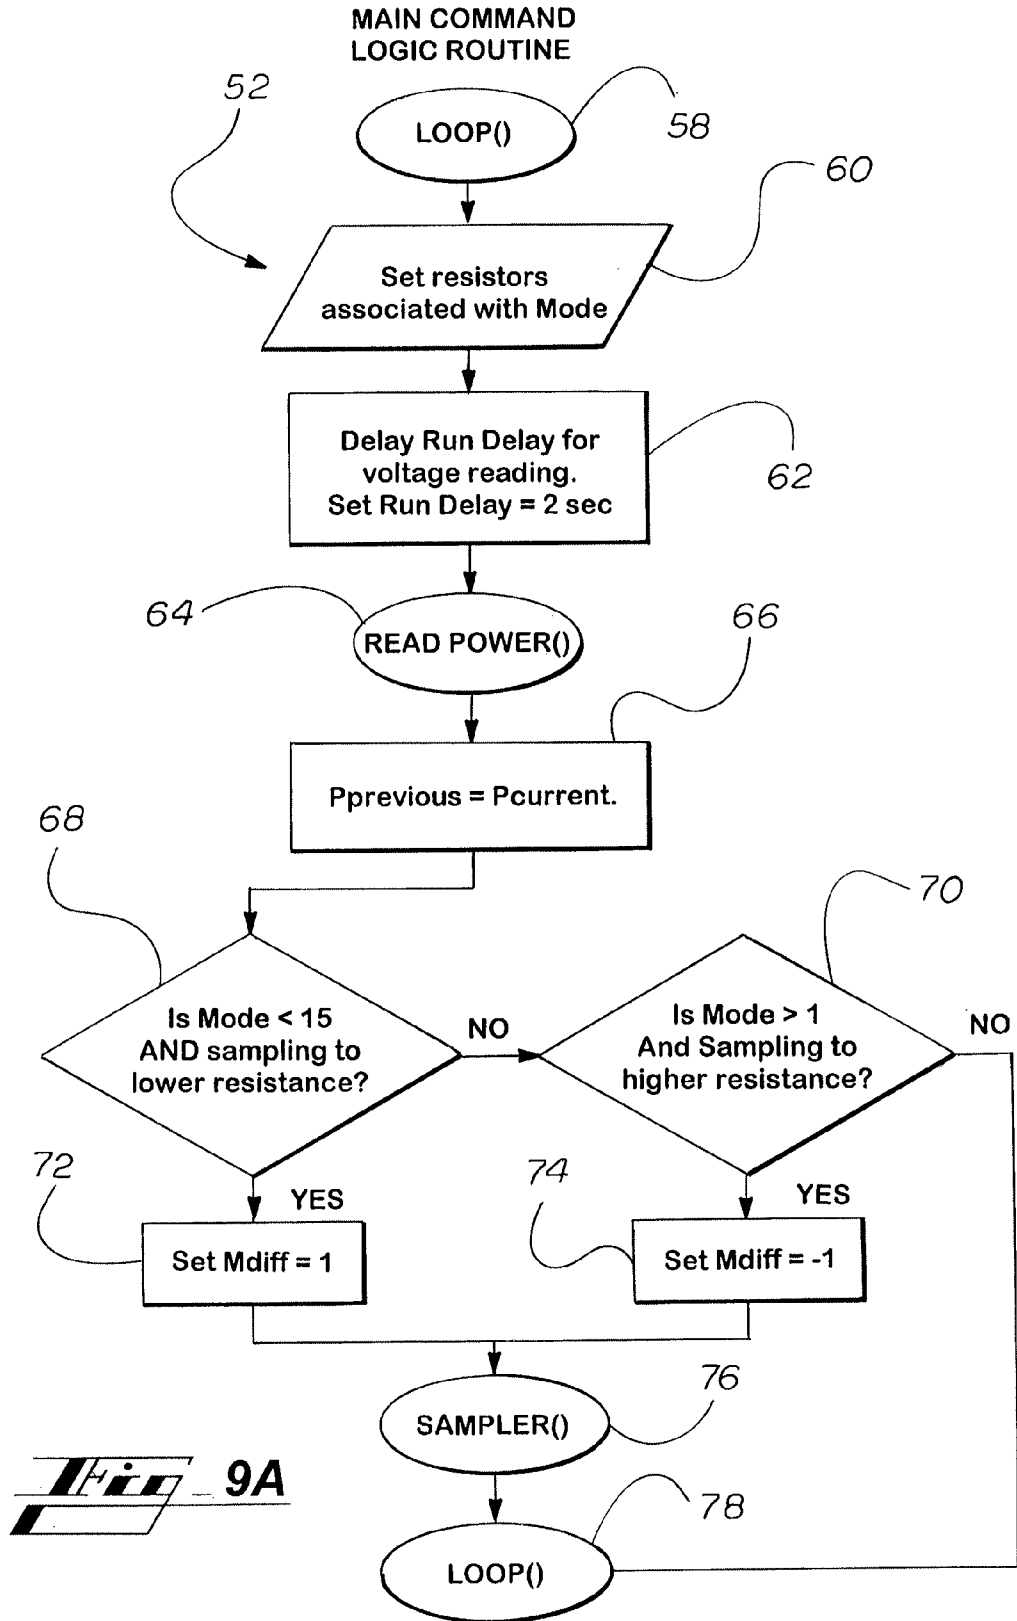 MAIN COMMAND
LOGIC ROUTINE
52
LOOP()
58
60
Set resistors
associated with Mode
Delay Run Delay for
voltage reading.
Set Run Delay = 2 sec
62
64
READ POWER()
66
Pprevious = Pcurrent.
68
70
Is Mode < 15
AND sampling to
lower resistance?
NO
Is Mode > 1
And Sampling to
higher resistance?
NO
72
YES
74
YES
Set Mdiff = 1
Set Mdiff = -1
76
SAMPLER()
Fig_ 9A
78
LOOP()